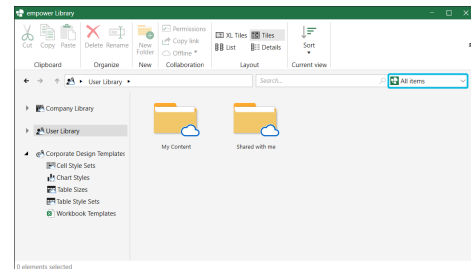 empower Library
Cut Copy Paste Delete Rename New Folder Permissions Copy link Offline XL Tiles Tiles List Details Sort
Clipboard Organize New Collaboration Layout Current view
User Library Search... All items
Company Library
User Library
Corporate Design Templates
Cell Style Sets
Chart Styles
Table Sizes
Table Style Sets
Workbook Templates
My Content Shared with me
0 elements selected